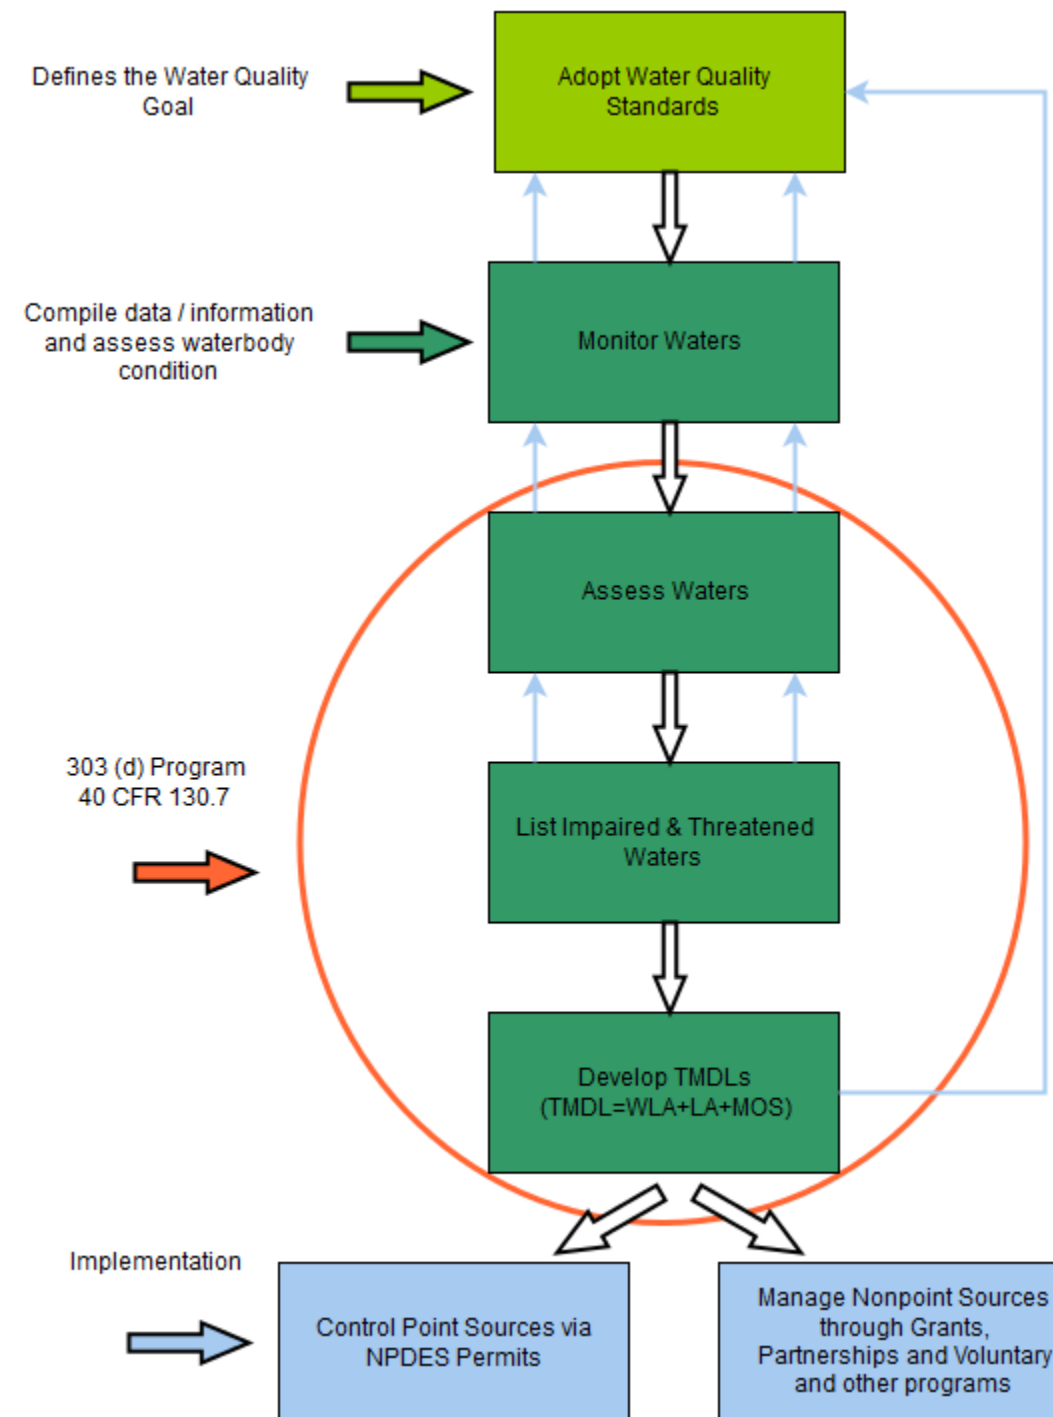 Defines the Water Quality
Goal
Adopt Water Quality
Standards
Compile data / information
and assess waterbody
condition
Monitor Waters
Assess Waters
303 (d) Program
40 CFR 130.7
List Impaired & Threatened
Waters
Develop TMDLs
(TMDL=WLA+LA+MOS)
Implementation
Control Point Sources via
NPDES Permits
Manage Nonpoint Sources
through Grants,
Partnerships and Voluntary
and other programs